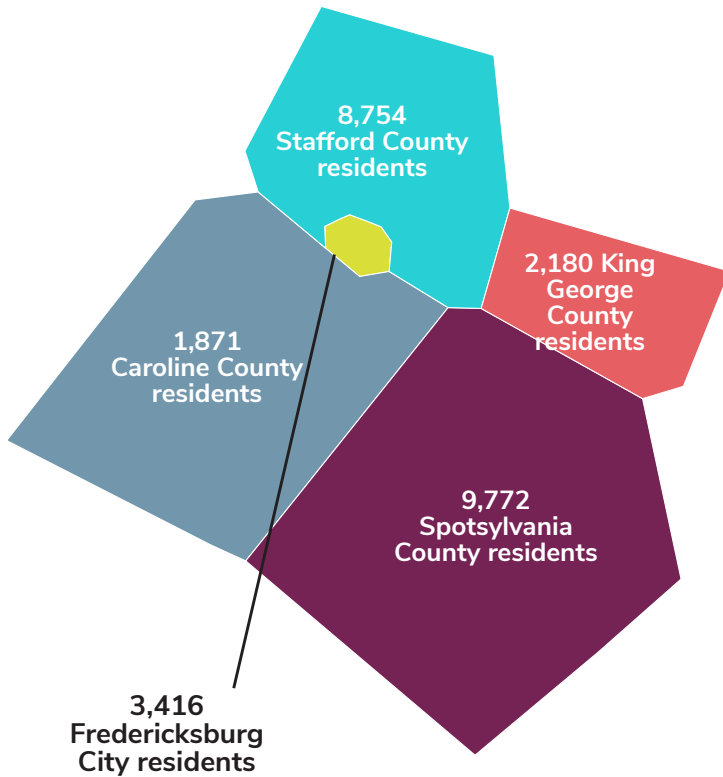 8,754
Stafford County
residents
2,180 King
George
County
residents
1,871
Caroline County
residents
9,772
Spotsylvania
County residents
3,416
Fredericksburg
City residents